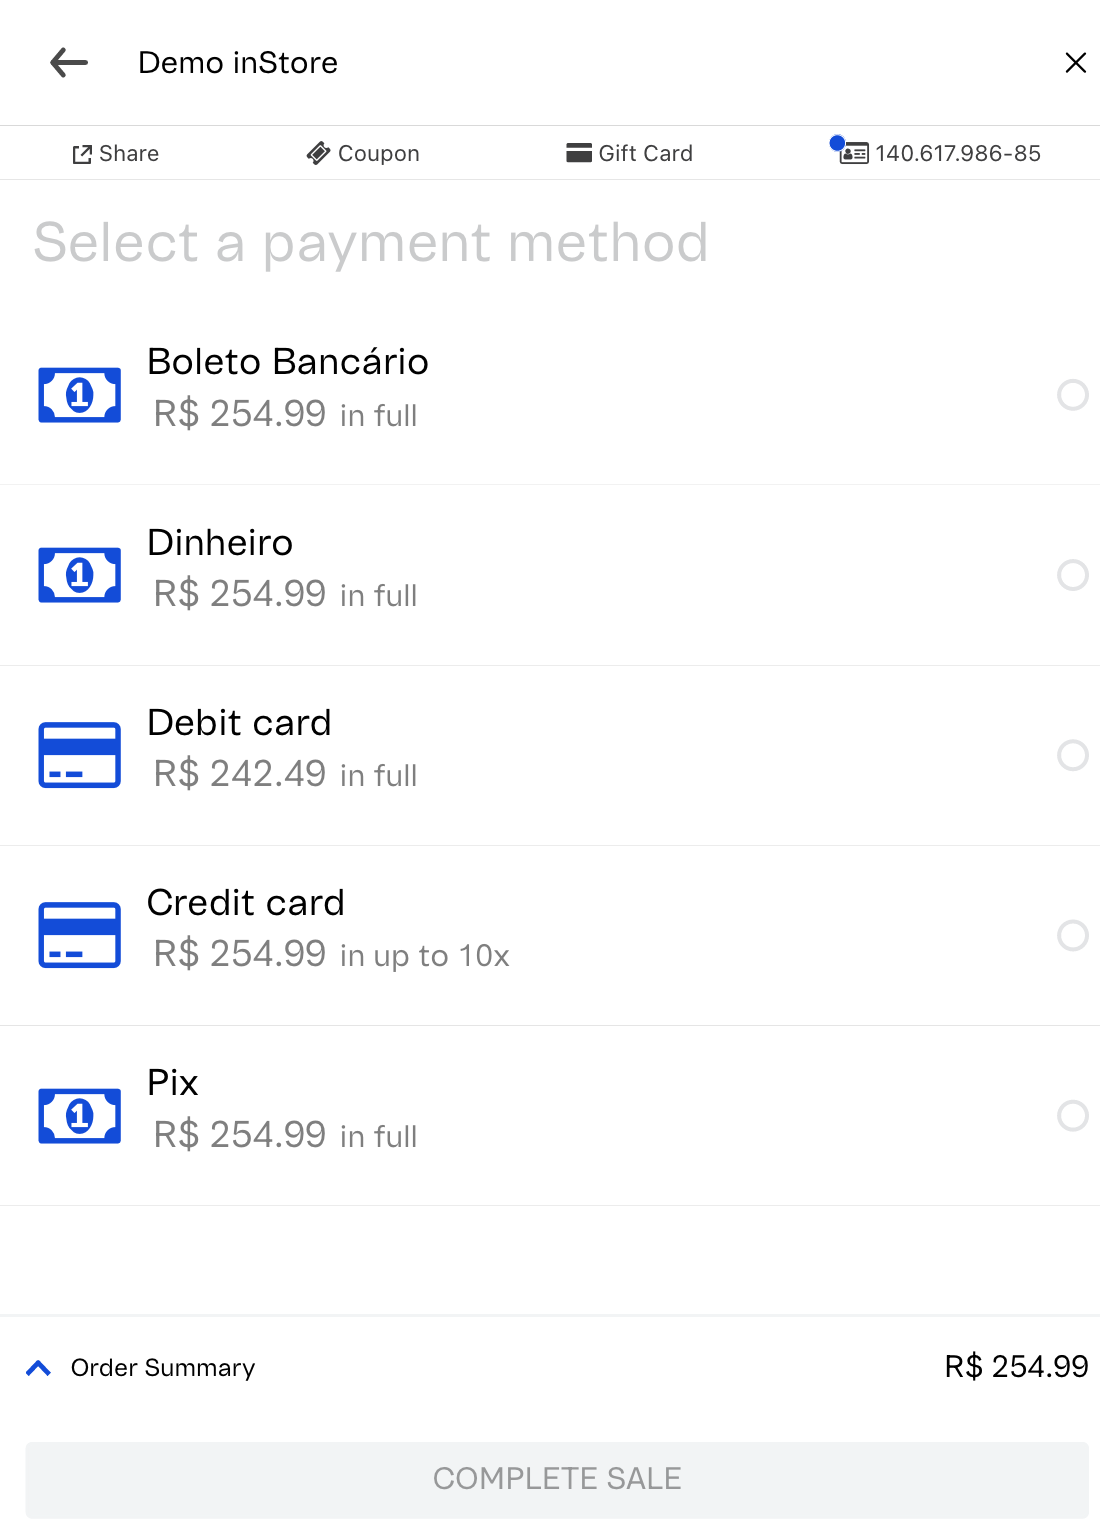 Demo inStore
Share Coupon Gift Card 140.617.986-85
Select a payment method
Boleto Bancário
R$ 254.99 in full
Dinheiro
R$ 254.99 in full
Debit card
R$ 242.49 in full
Credit card
R$ 254.99 in up to 10x
Pix
R$ 254.99 in full
Order Summary R$ 254.99
COMPLETE SALE